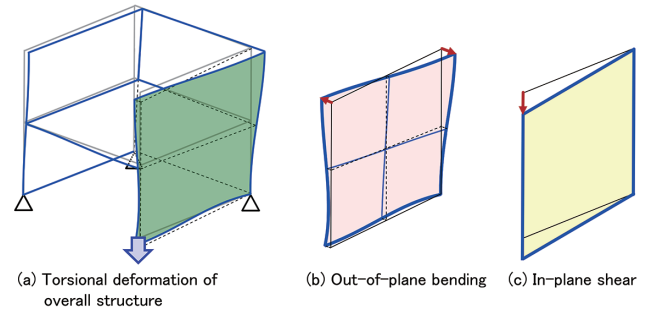 (a) Torsional deformation of
overall structure
(b) Out-of-plane bending
(c) In-plane shear